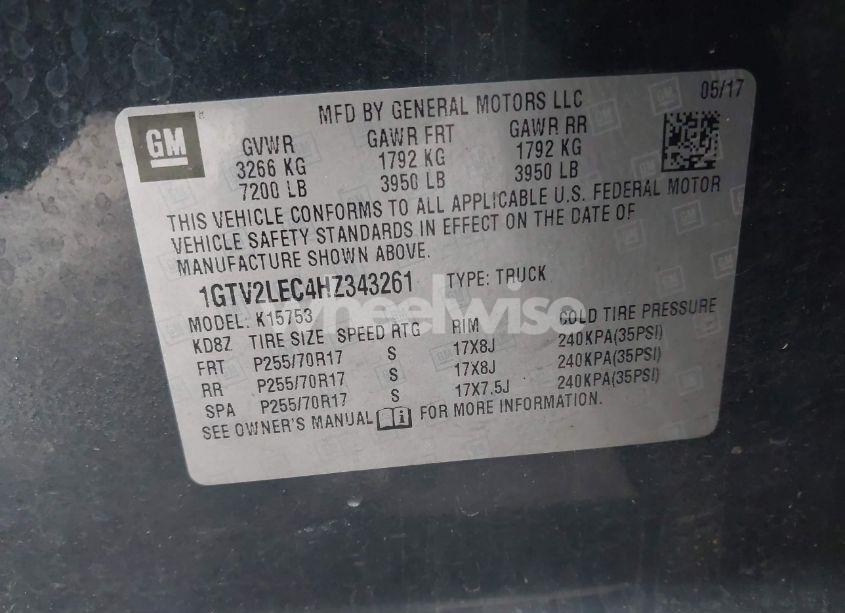 MFD BY GENERAL MOTORS LLC 05/17
GM
GVWR GAWR FRT GAWR RR
3266 KG 1792 KG 1792 KG
7200 LB 3950 LB 3950 LB
THIS VEHICLE CONFORMS TO ALL APPLICABLE U.S. FEDERAL MOTOR
VEHICLE SAFETY STANDARDS IN EFFECT ON THE DATE OF
MANUFACTURE SHOWN ABOVE.
1GTV2LEC4HZ343261 TYPE: TRUCK
MODEL: K15753
wheelwiso
KD8Z TIRE SIZE SPEED RTG RIM COLD TIRE PRESSURE
FRT P255/70R17 S 17X8J 240KPA(35PSI)
RR P255/70R17 S 17X8J 240KPA(35PSI)
SPA P255/70R17 S 17X7.5J 240KPA(35PSI)
SEE OWNER'S MANUAL FOR MORE INFORMATION.